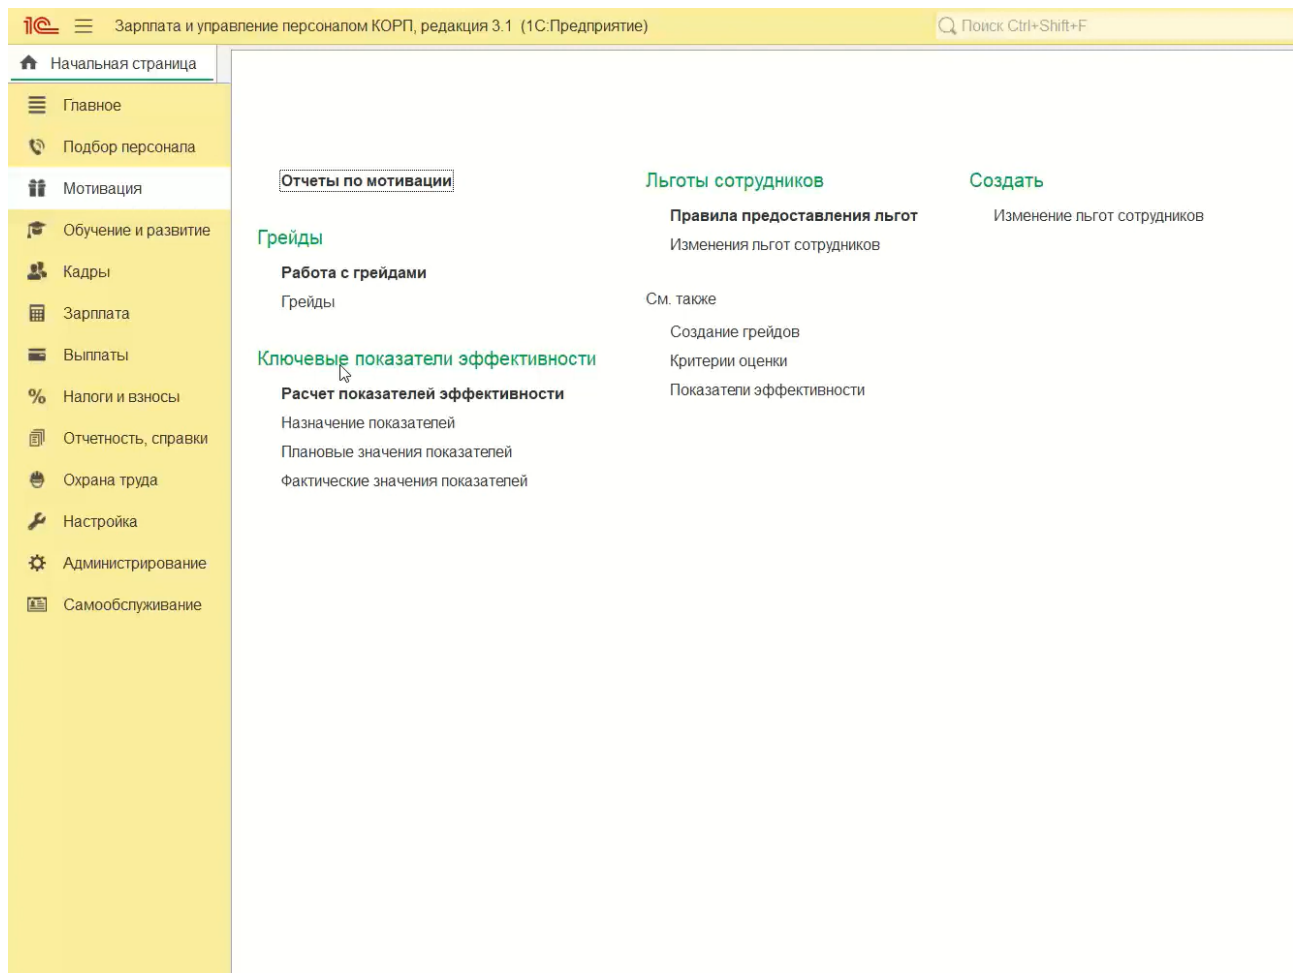 1С Зарплата и управление персоналом КОРП, редакция 3.1 (1С:Предприятие)
Поиск Ctrl+Shift+F
Начальная страница
Главное
Подбор персонала
Мотивация
Обучение и развитие
Кадры
Зарплата
Выплаты
Налоги и взносы
Отчетность, справки
Охрана труда
Настройка
Администрирование
Самообслуживание
Отчеты по мотивации
Грейды
Работа с грейдами
Грейды
Ключевые показатели эффективности
Расчет показателей эффективности
Назначение показателей
Плановые значения показателей
Фактические значения показателей
Льготы сотрудников
Правила предоставления льгот
Изменения льгот сотрудников
См. также
Создание грейдов
Критерии оценки
Показатели эффективности
Создать
Изменение льгот сотрудников